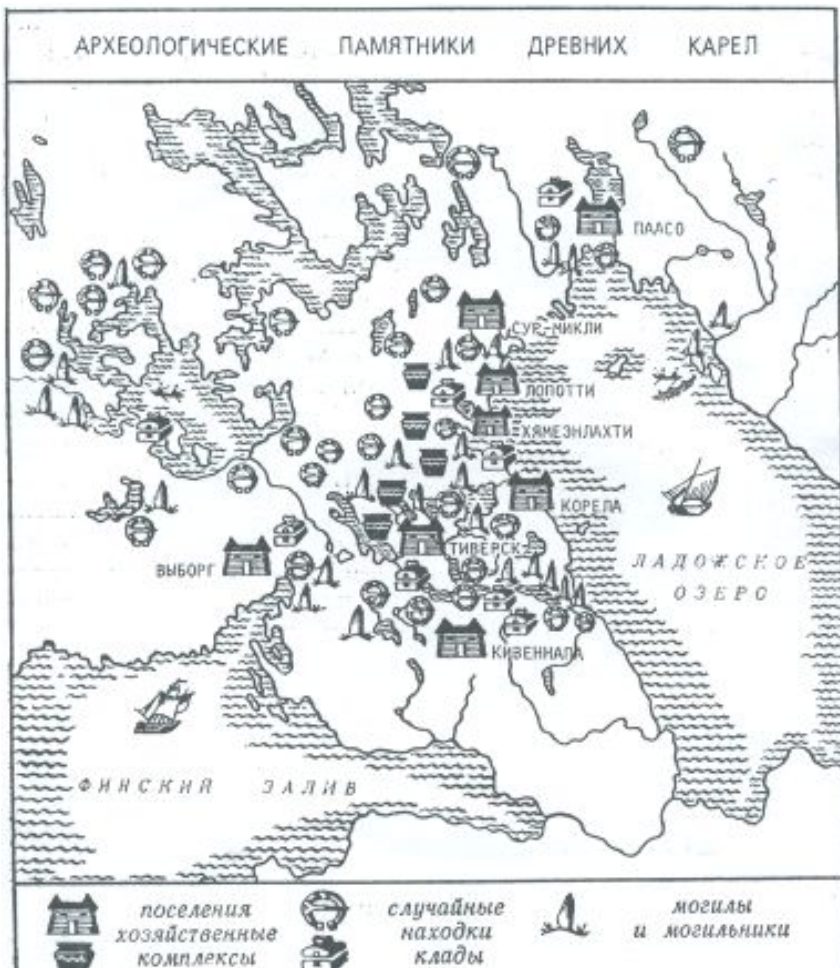 АРХЕОЛОГИЧЕСКИЕ ПАМЯТНИКИ ДРЕВНИХ КАРЕЛ
ПААСО
СУР-МИКЛИ
ЛОПОТТИ
ХЯМЕЭНЛАХТИ
КОРЕЛА
ТИВЕРСК
ВЫБОРГ
ЛАДОЖСКОЕ
ОЗЕРО
КИВЕННАПА
ФИНСКИЙ ЗАЛИВ
поселения
хозяйственные
комплексы
случайные
находки
клады
могилы
и могильники